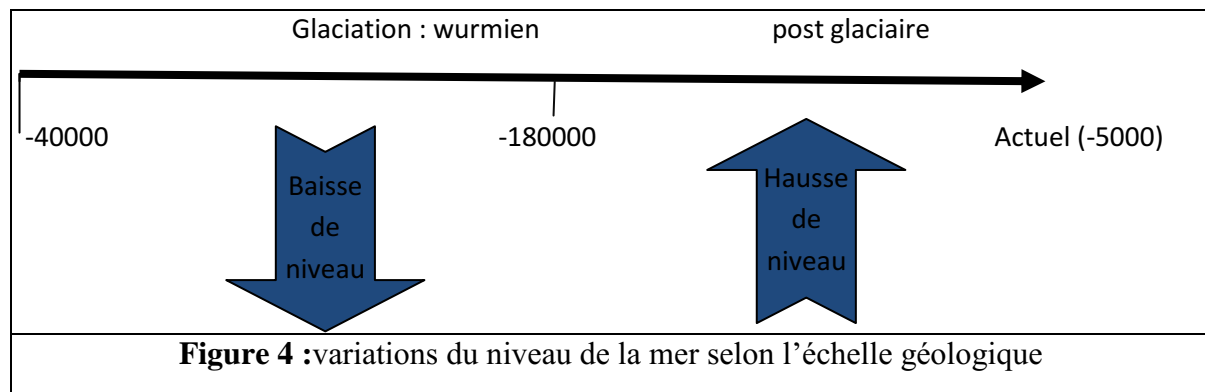 Glaciation : wurmien post glaciaire
-40000 -180000 Actuel (-5000)
Baisse
de
niveau
Hausse
de
niveau
Figure 4 :variations du niveau de la mer selon l’échelle géologique